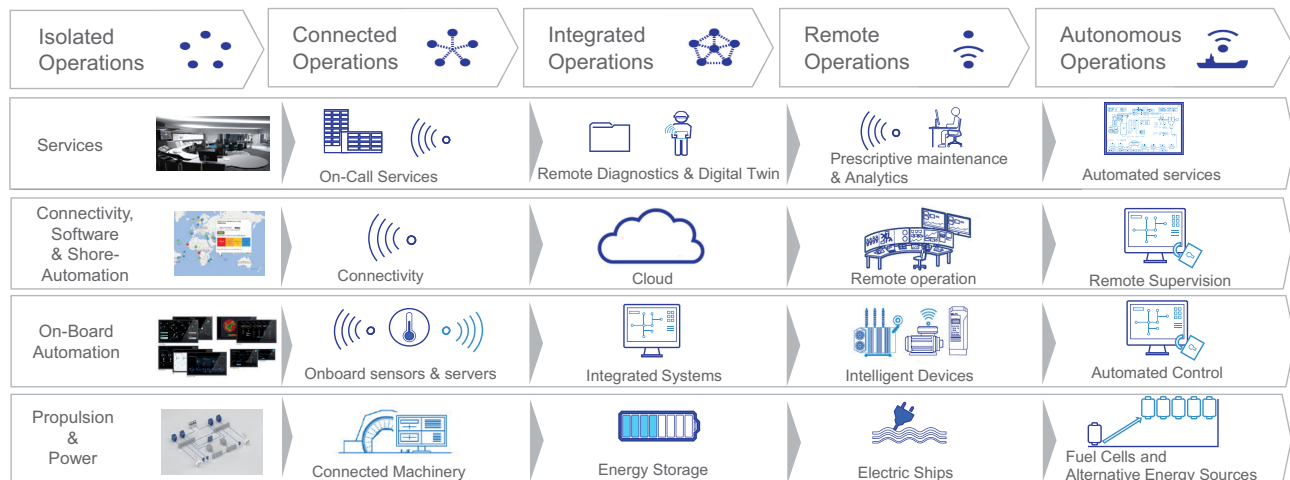 Isolated
Operations
Connected
Operations
Integrated
Operations
Remote
Operations
Autonomous
Operations
Services
On-Call Services
Remote Diagnostics & Digital Twin
Prescriptive maintenance
& Analytics
Automated services
Connectivity,
Software
& Shore-
Automation
Connectivity
Cloud
Remote operation
Remote Supervision
On-Board
Automation
Onboard sensors & servers
Integrated Systems
Intelligent Devices
Automated Control
Propulsion
&
Power
Connected Machinery
Energy Storage
Electric Ships
Fuel Cells and
Alternative Energy Sources